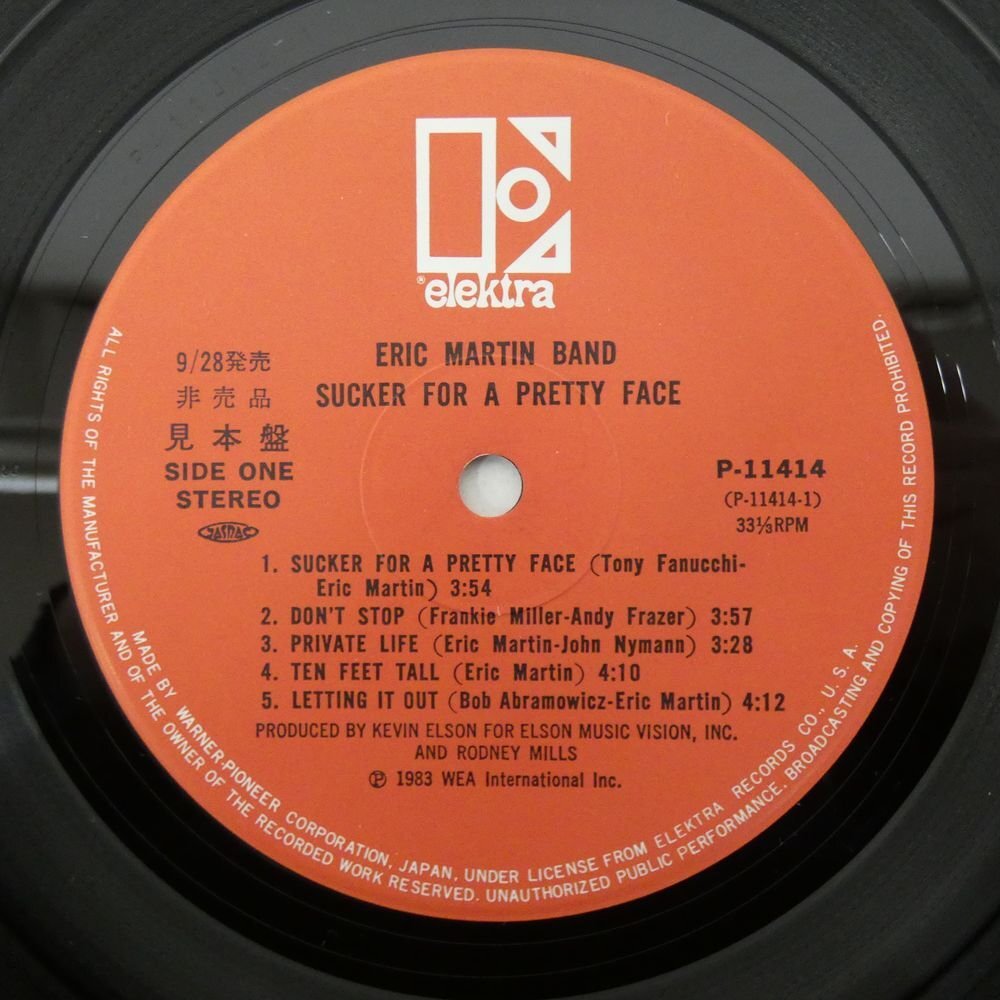 ®elektra
ERIC MARTIN BAND
SUCKER FOR A PRETTY FACE
9/28発売
非売品
見本盤
SIDE ONE
STEREO
JASRAC
P-11414
(P-11414-1)
33⅓RPM
1. SUCKER FOR A PRETTY FACE (Tony Fanucchi-
Eric Martin) 3:54
2. DON'T STOP (Frankie Miller-Andy Frazer) 3:57
3. PRIVATE LIFE (Eric Martin-John Nymann) 3:28
4. TEN FEET TALL (Eric Martin) 4:10
5. LETTING IT OUT (Bob Abramowicz-Eric Martin) 4:12
PRODUCED BY KEVIN ELSON FOR ELSON MUSIC VISION, INC.
AND RODNEY MILLS
℗ 1983 WEA International Inc.
MADE BY WARNER-PIONEER CORPORATION, JAPAN, UNDER LICENSE FROM ELEKTRA RECORDS CO., U. S. A.
ALL RIGHTS OF THE MANUFACTURER AND OF THE OWNER OF THE RECORDED WORK RESERVED. UNAUTHORIZED PUBLIC PERFORMANCE, BROADCASTING AND COPYING OF THIS RECORD PROHIBITED.